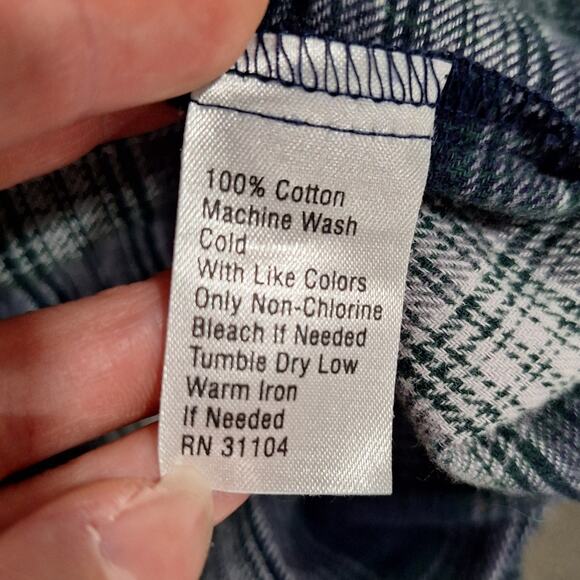 100% Cotton
Machine Wash
Cold
With Like Colors
Only Non-Chlorine
Bleach If Needed
Tumble Dry Low
Warm Iron
If Needed
RN 31104